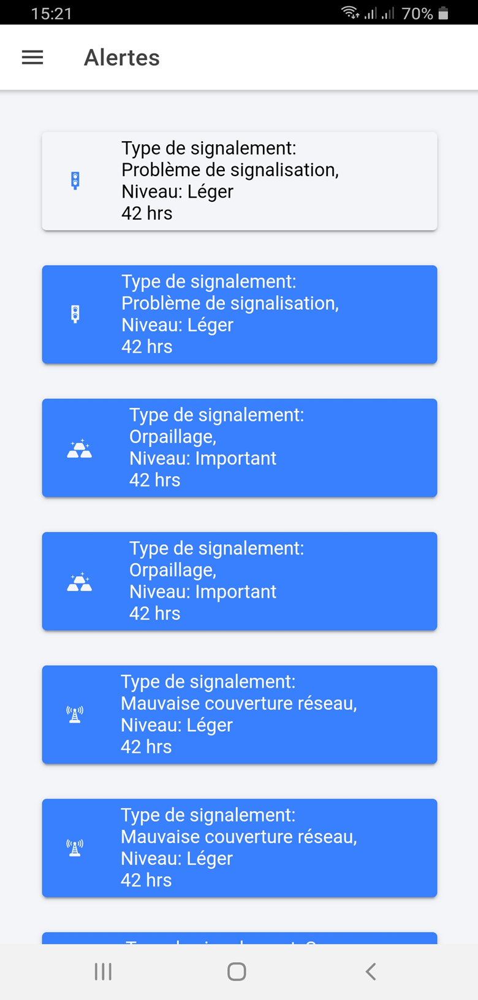 15:21
70%
Alertes
Type de signalement:
Problème de signalisation,
Niveau: Léger
42 hrs
Type de signalement:
Problème de signalisation,
Niveau: Léger
42 hrs
Type de signalement:
Orpaillage,
Niveau: Important
42 hrs
Type de signalement:
Orpaillage,
Niveau: Important
42 hrs
Type de signalement:
Mauvaise couverture réseau,
Niveau: Léger
42 hrs
Type de signalement:
Mauvaise couverture réseau,
Niveau: Léger
42 hrs